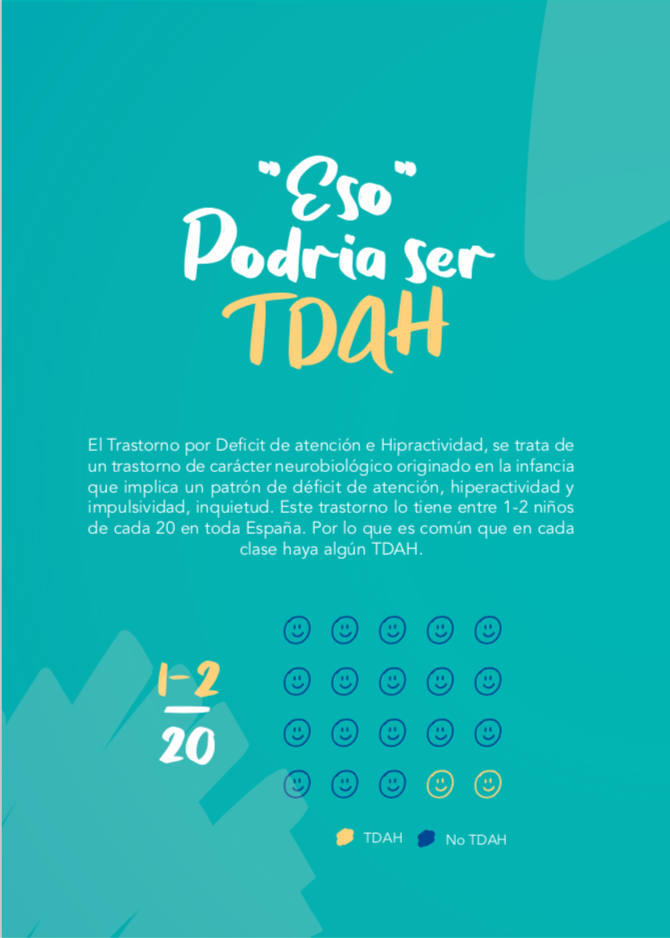 "Eso"
Podria ser
TDAH
El Trastorno por Deficit de atención e Hipractividad, se trata de
un trastorno de carácter neurobiológico originado en la infancia
que implica un patrón de déficit de atención, hiperactividad y
impulsividad, inquietud. Este trastorno lo tiene entre 1-2 niños
de cada 20 en toda España. Por lo que es común que en cada
clase haya algún TDAH.
1-2
20
TDAH No TDAH